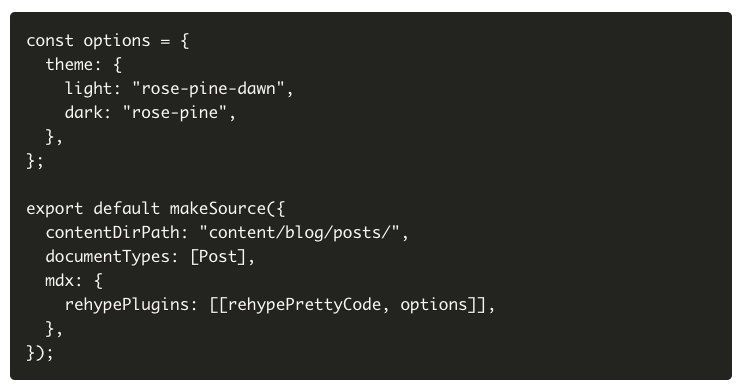 const options = {
  theme: {
    light: "rose-pine-dawn",
    dark: "rose-pine",
  },
};

export default makeSource({
  contentDirPath: "content/blog/posts/",
  documentTypes: [Post],
  mdx: {
    rehypePlugins: [[rehypePrettyCode, options]],
  },
});